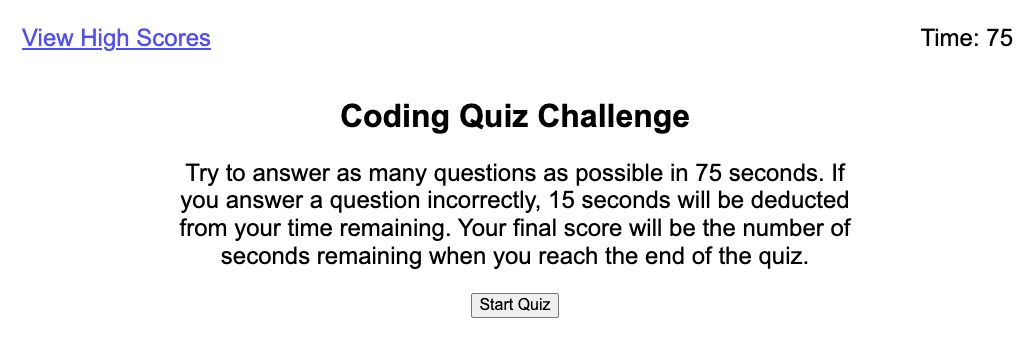 View High Scores
Time: 75
Coding Quiz Challenge
Try to answer as many questions as possible in 75 seconds. If
you answer a question incorrectly, 15 seconds will be deducted
from your time remaining. Your final score will be the number of
seconds remaining when you reach the end of the quiz.
Start Quiz